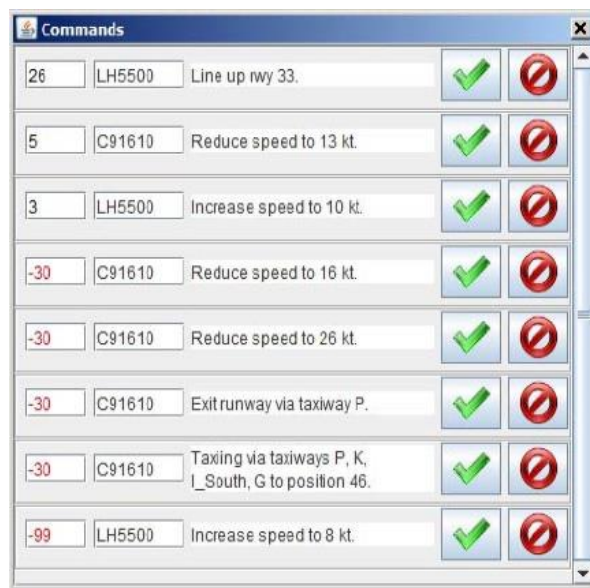 Commands
26 LH5500 Line up rwy 33.
5 C91610 Reduce speed to 13 kt.
3 LH5500 Increase speed to 10 kt.
-30 C91610 Reduce speed to 16 kt.
-30 C91610 Reduce speed to 26 kt.
-30 C91610 Exit runway via taxiway P.
-30 C91610 Taxiing via taxiways P, K,
I_South, G to position 46.
-99 LH5500 Increase speed to 8 kt.